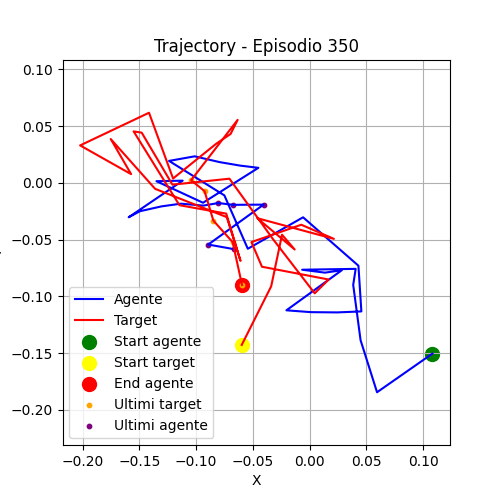 Trajectory - Episodio 350
0.10
0.05
0.00
−0.05
−0.10
−0.15
−0.20
Agente
Target
Start agente
Start target
End agente
Ultimi target
Ultimi agente
−0.20 −0.15 −0.10 −0.05 0.00 0.05 0.10
X